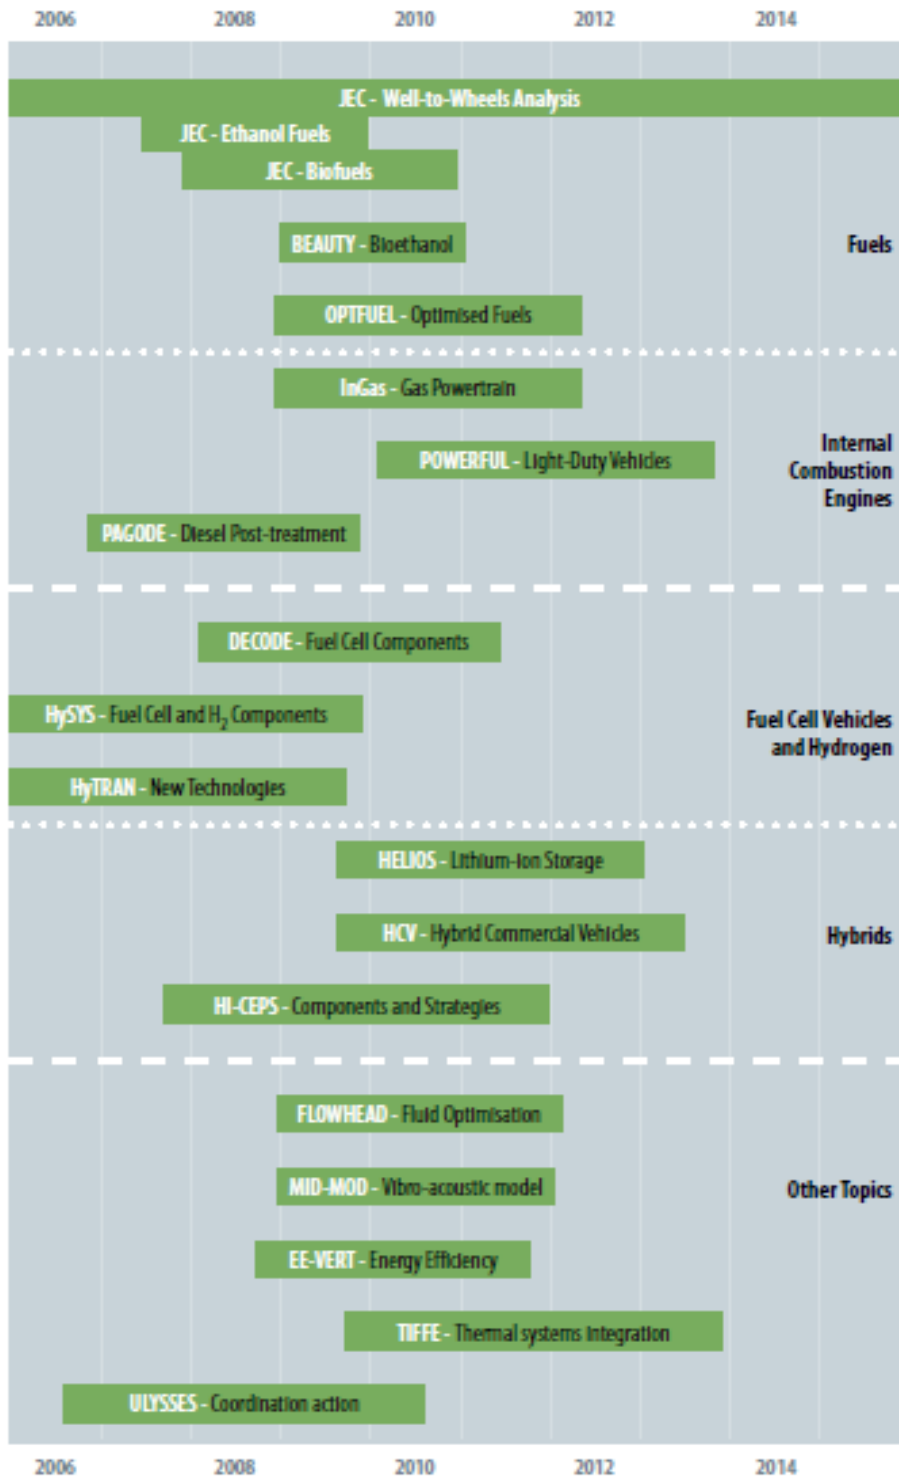 2006 2008 2010 2012 2014
JEC - Well-to-Wheels Analysis
JEC - Ethanol Fuels
JEC - Biofuels
BEAUTY - Bioethanol
Fuels
OPTFUEL - Optimised Fuels
InGas - Gas Powertrain
POWERFUL - Light-Duty Vehicles
Internal
Combustion
Engines
PAGODE - Diesel Post-treatment
DECODE - Fuel Cell Components
HySYS - Fuel Cell and H₂ Components
Fuel Cell Vehicles
and Hydrogen
HyTRAN - New Technologies
HELIOS - Lithium-ion Storage
HCV - Hybrid Commercial Vehicles
Hybrids
HI-CEPS - Components and Strategies
FLOWHEAD - Fluid Optimisation
MID-MOD - Vibro-acoustic model
Other Topics
EE-VERT - Energy Efficiency
TIFFE - Thermal systems integration
ULYSSES - Coordination action
2006 2008 2010 2012 2014